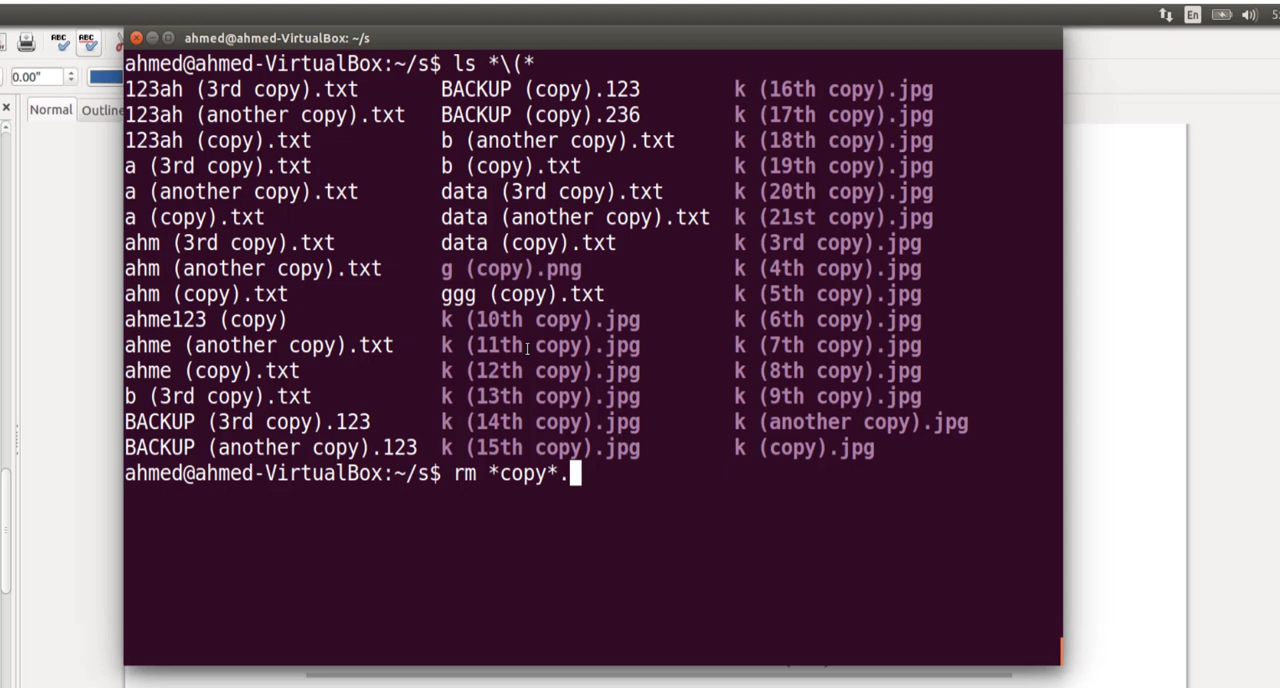 En
5:
ahmed@ahmed-VirtualBox: ~/s
ABC ABC
0.00"
Normal Outline
ahmed@ahmed-VirtualBox:~/s$ ls *\(*
123ah (3rd copy).txt BACKUP (copy).123 k (16th copy).jpg
123ah (another copy).txt BACKUP (copy).236 k (17th copy).jpg
123ah (copy).txt b (another copy).txt k (18th copy).jpg
a (3rd copy).txt b (copy).txt k (19th copy).jpg
a (another copy).txt data (3rd copy).txt k (20th copy).jpg
a (copy).txt data (another copy).txt k (21st copy).jpg
ahm (3rd copy).txt data (copy).txt k (3rd copy).jpg
ahm (another copy).txt g (copy).png k (4th copy).jpg
ahm (copy).txt ggg (copy).txt k (5th copy).jpg
ahme123 (copy) k (10th copy).jpg k (6th copy).jpg
ahme (another copy).txt k (11th copy).jpg k (7th copy).jpg
ahme (copy).txt k (12th copy).jpg k (8th copy).jpg
b (3rd copy).txt k (13th copy).jpg k (9th copy).jpg
BACKUP (3rd copy).123 k (14th copy).jpg k (another copy).jpg
BACKUP (another copy).123 k (15th copy).jpg k (copy).jpg
ahmed@ahmed-VirtualBox:~/s$ rm *copy*.